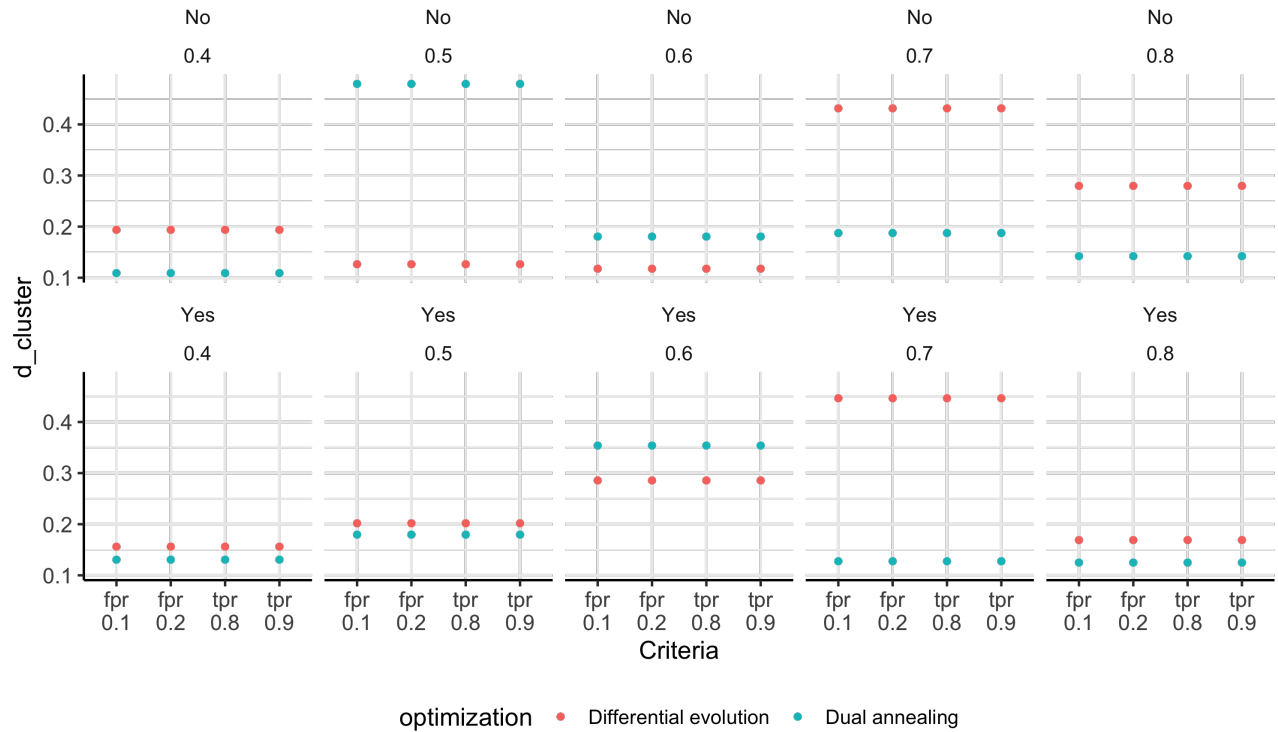 No No No No No
0.4 0.5 0.6 0.7 0.8
0.4
0.3
0.2
0.1
d_cluster
Yes Yes Yes Yes Yes
0.4 0.5 0.6 0.7 0.8
0.4
0.3
0.2
0.1
fpr fpr tpr tpr fpr fpr tpr tpr fpr fpr tpr tpr fpr fpr tpr tpr fpr fpr tpr tpr
0.1 0.2 0.8 0.9 0.1 0.2 0.8 0.9 0.1 0.2 0.8 0.9 0.1 0.2 0.8 0.9 0.1 0.2 0.8 0.9
Criteria
optimization Differential evolution Dual annealing